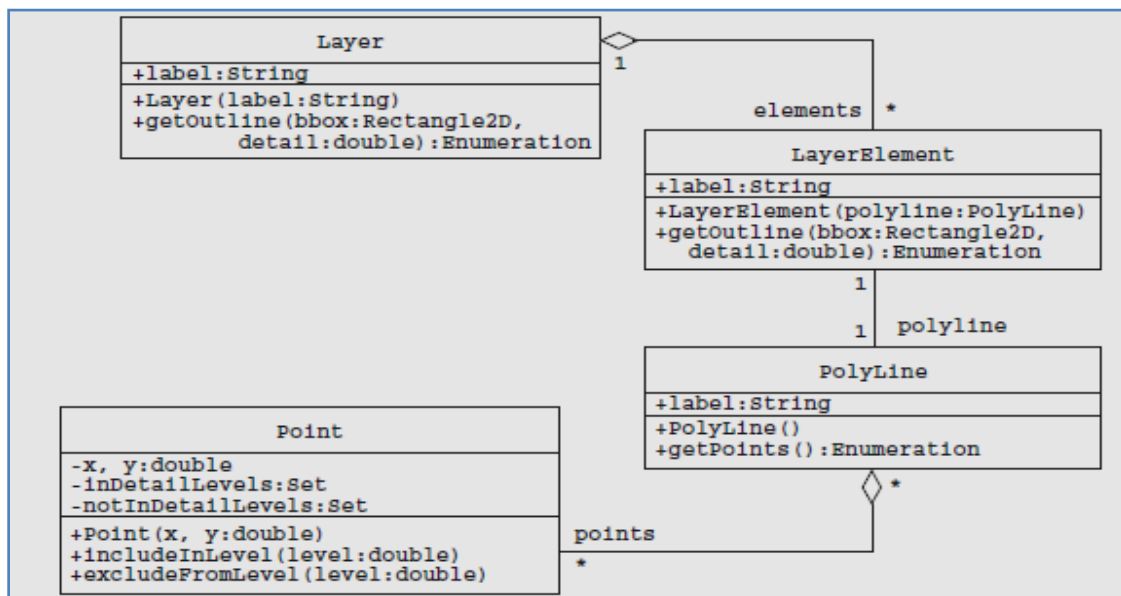 Layer
+label:String
+Layer(label:String)
+getOutline(bbox:Rectangle2D,
detail:double):Enumeration
1
elements *
LayerElement
+label:String
+LayerElement(polyline:PolyLine)
+getOutline(bbox:Rectangle2D,
detail:double):Enumeration
1
1 polyline
PolyLine
+label:String
+PolyLine()
+getPoints():Enumeration
*
Point
-x, y:double
-inDetailLevels:Set
-notInDetailLevels:Set
+Point(x, y:double)
+includeInLevel(level:double)
+excludeFromLevel(level:double)
points
*